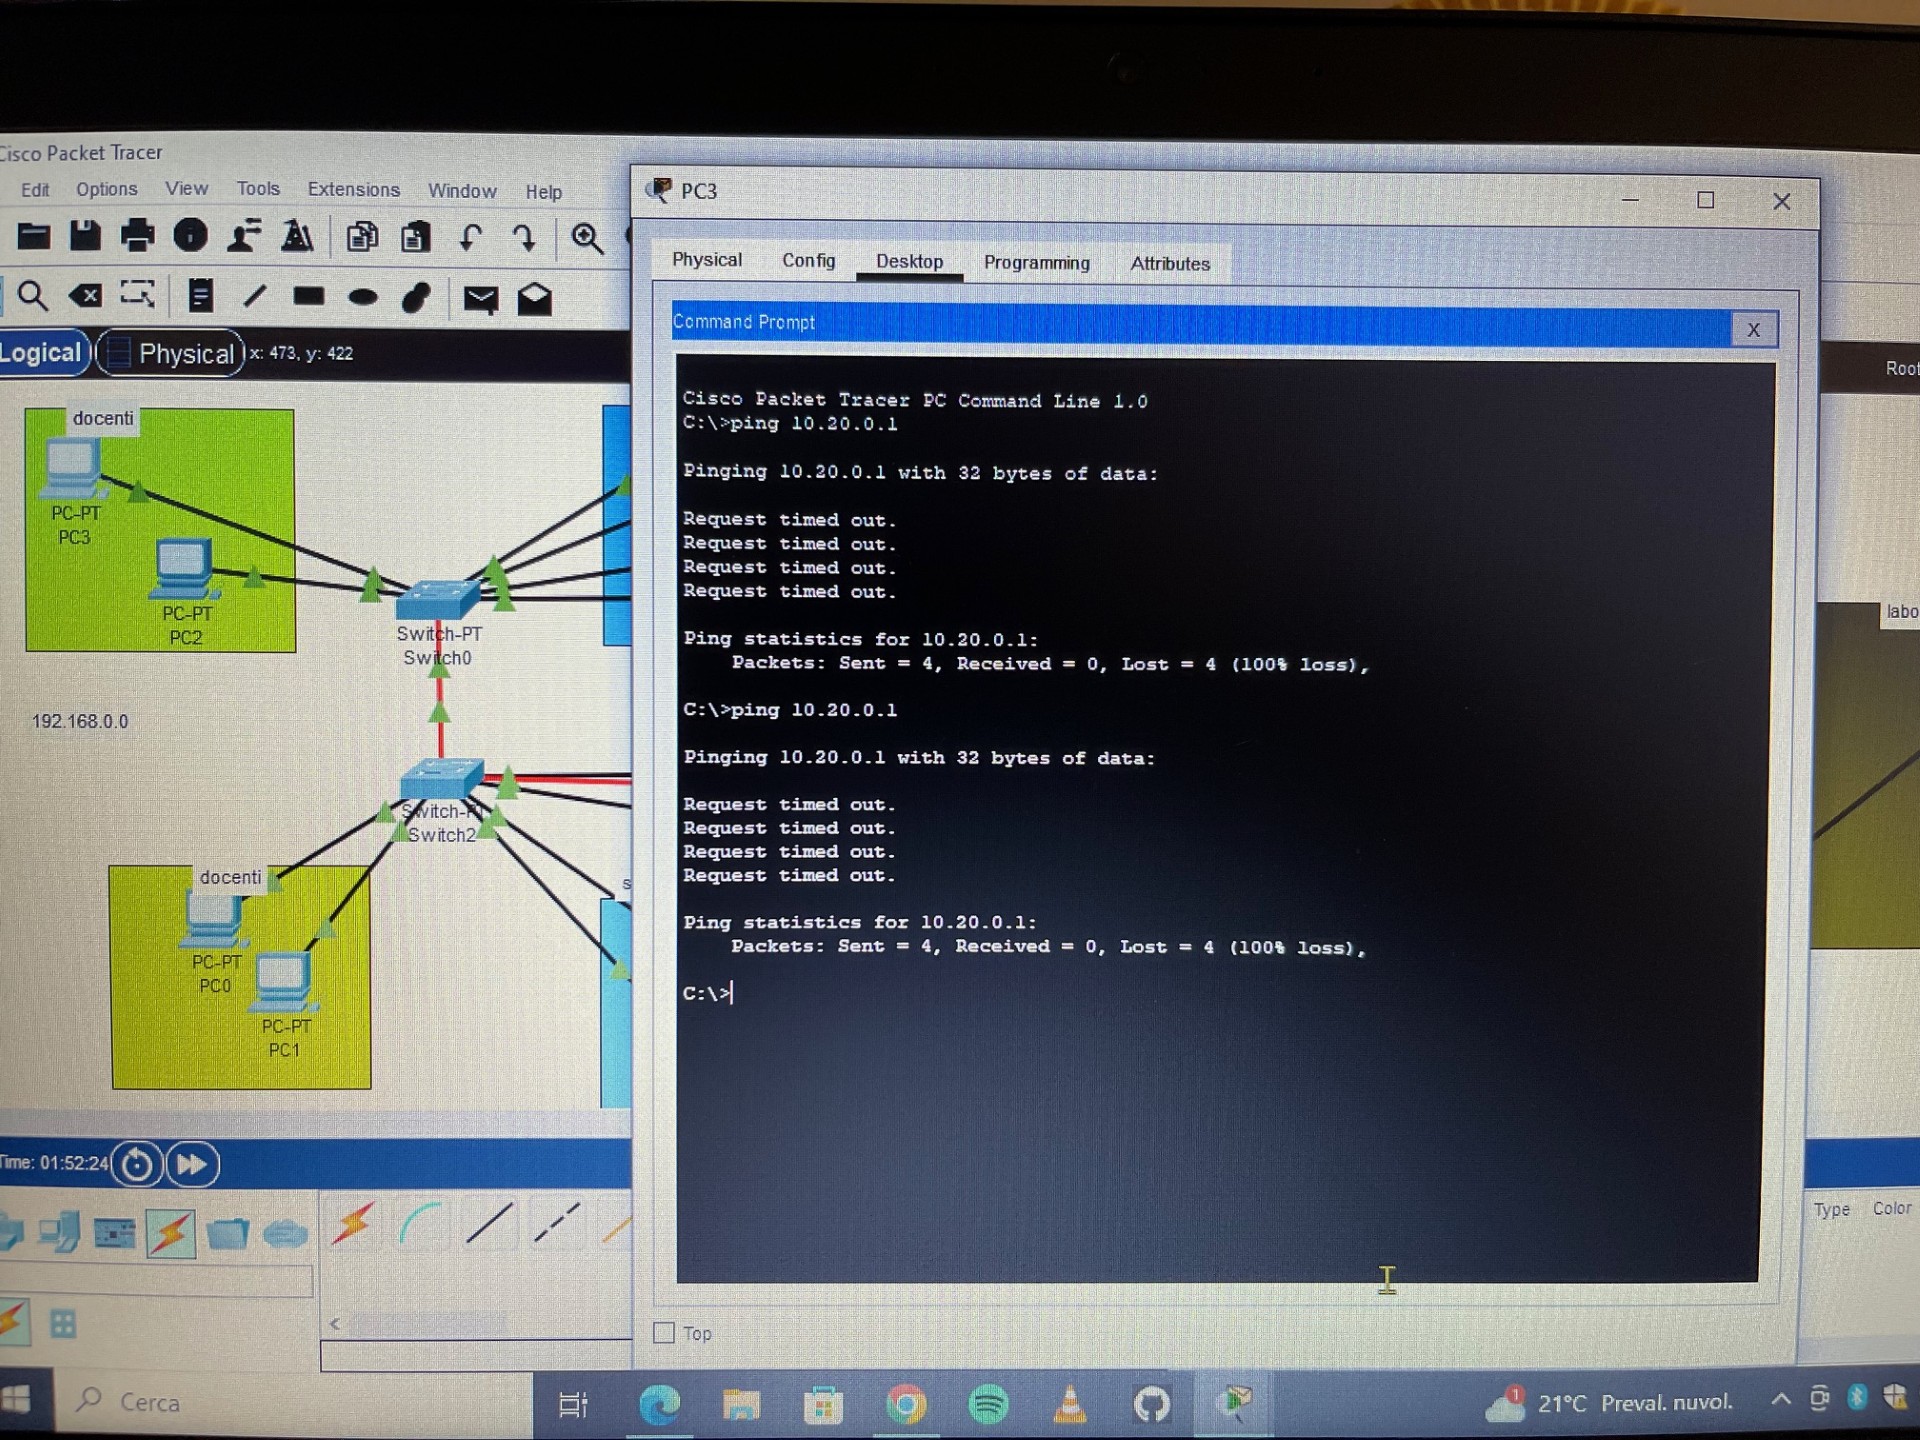 Cisco Packet Tracer
Edit Options View Tools Extensions Window Help
Logical Physical x: 473, y: 422
docenti
PC-PT
PC3
PC-PT
PC2
Switch-PT
Switch0
192.168.0.0
Switch2
docenti
PC-PT
PC0
PC-PT
PC1
Time: 01:52:24
PC3
Physical Config Desktop Programming Attributes
Command Prompt X
Cisco Packet Tracer PC Command Line 1.0
C:\>ping 10.20.0.1
Pinging 10.20.0.1 with 32 bytes of data:
Request timed out.
Request timed out.
Request timed out.
Request timed out.
Ping statistics for 10.20.0.1:
Packets: Sent = 4, Received = 0, Lost = 4 (100% loss),
C:\>ping 10.20.0.1
Pinging 10.20.0.1 with 32 bytes of data:
Request timed out.
Request timed out.
Request timed out.
Request timed out.
Ping statistics for 10.20.0.1:
Packets: Sent = 4, Received = 0, Lost = 4 (100% loss),
C:\>
Top
Root
labo
Type Color
Cerca
1
21°C Preval. nuvol.